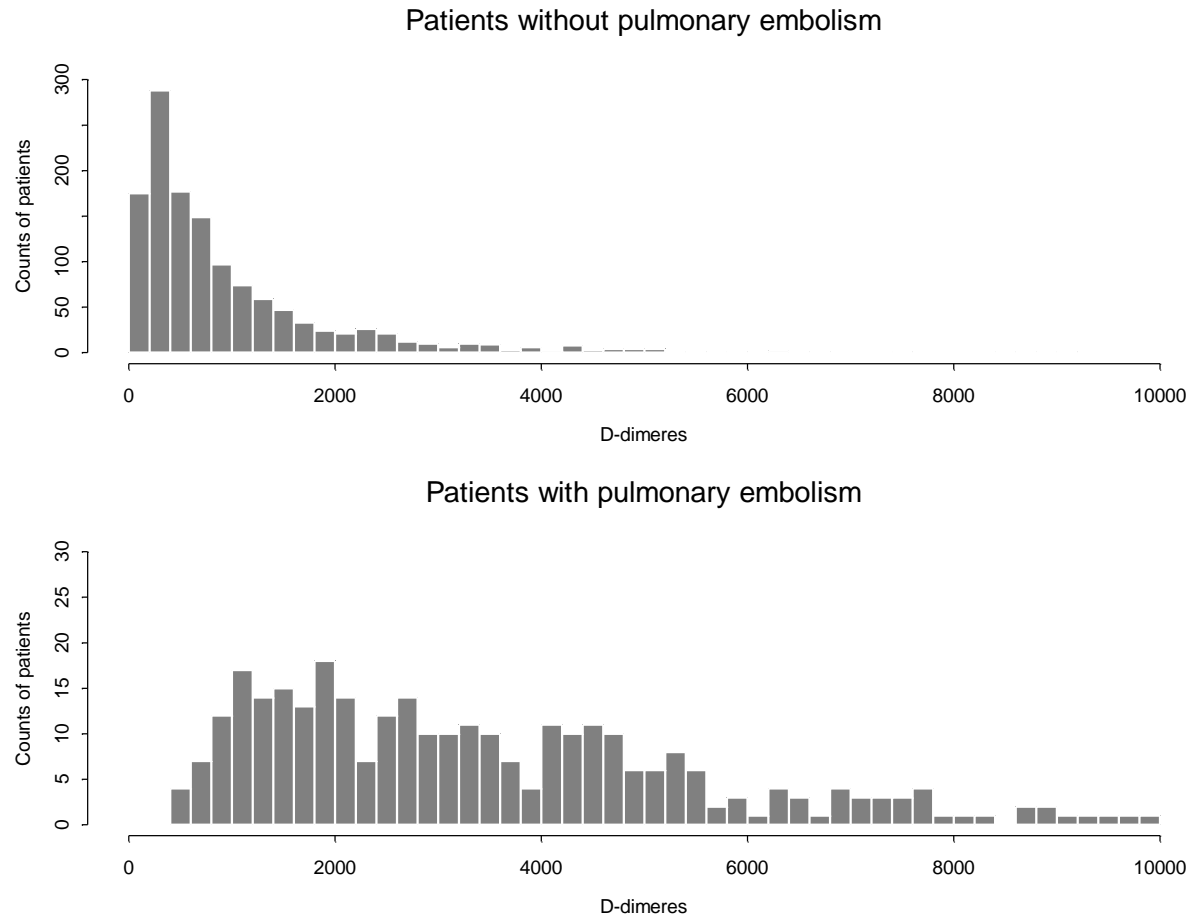 Patients without pulmonary embolism
Counts of patients
300
200
100
50
0
0 2000 4000 6000 8000 10000
D-dimeres
Patients with pulmonary embolism
Counts of patients
30
25
20
15
10
5
0
0 2000 4000 6000 8000 10000
D-dimeres